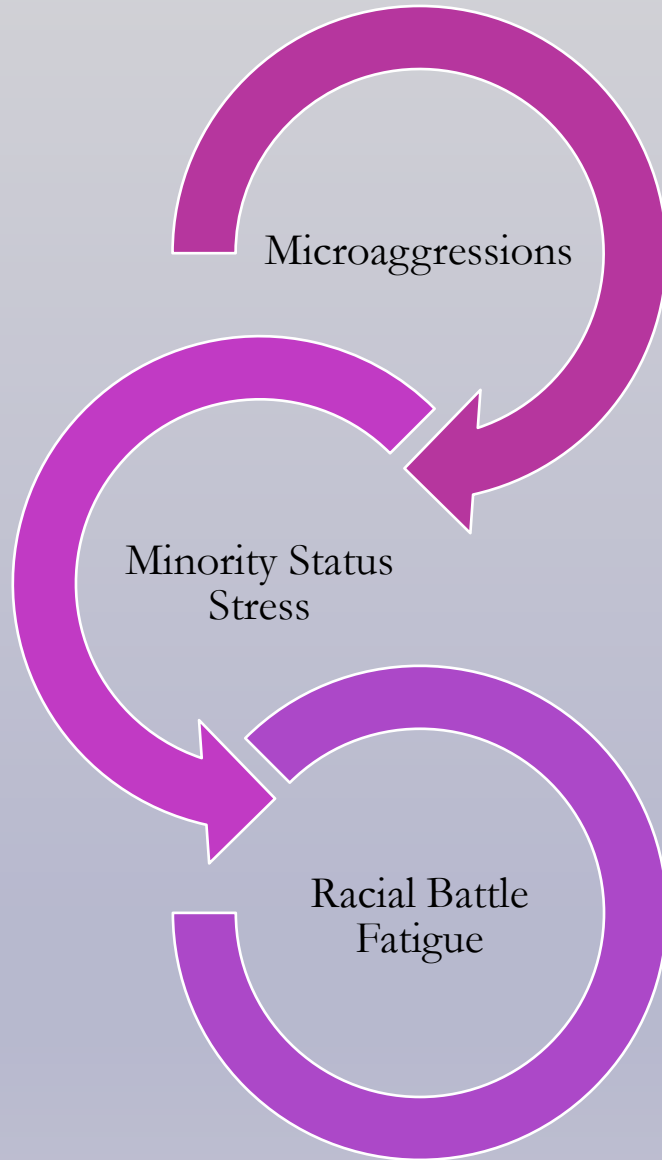 Microaggressions
Minority Status
Stress
Racial Battle
Fatigue